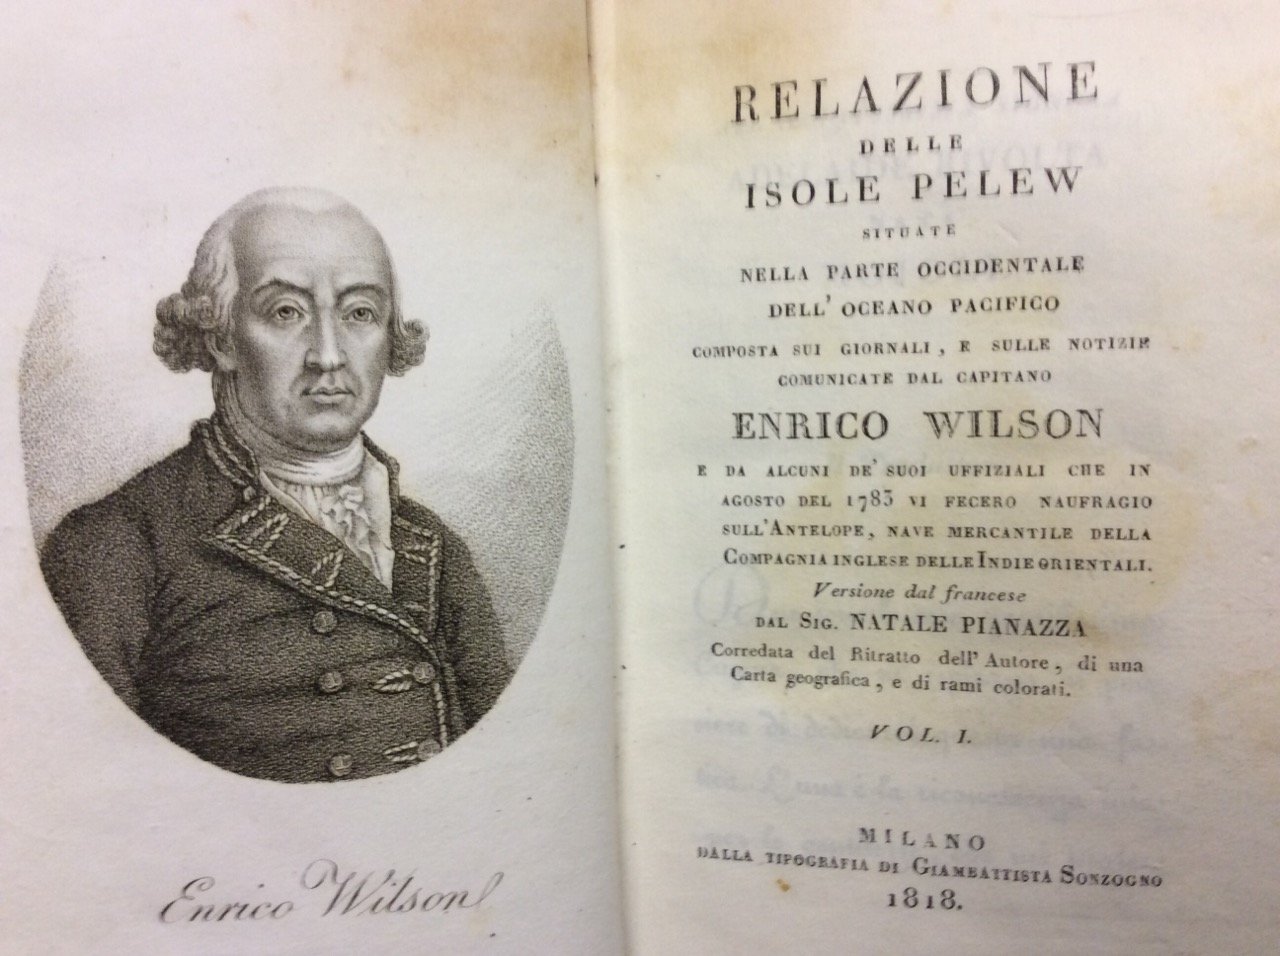 Enrico Wilson
RELAZIONE
DELLE
ISOLE PELEW
SITUATE
NELLA PARTE OCCIDENTALE
DELL' OCEANO PACIFICO
COMPOSTA SUI GIORNALI, E SULLE NOTIZIE
COMUNICATE DAL CAPITANO
ENRICO WILSON
E DA ALCUNI DE' SUOI UFFIZIALI CHE IN
AGOSTO DEL 1783 VI FECERO NAUFRAGIO
SULL'ANTELOPE, NAVE MERCANTILE DELLA
COMPAGNIA INGLESE DELLE INDIE ORIENTALI.
Versione dal francese
DAL SIG. NATALE PIANAZZA
Corredata del Ritratto dell' Autore, di una
Carta geografica, e di rami colorati.
VOL. I.
MILANO
DALLA TIPOGRAFIA DI GIAMBATTISTA SONZOGNO
1818.